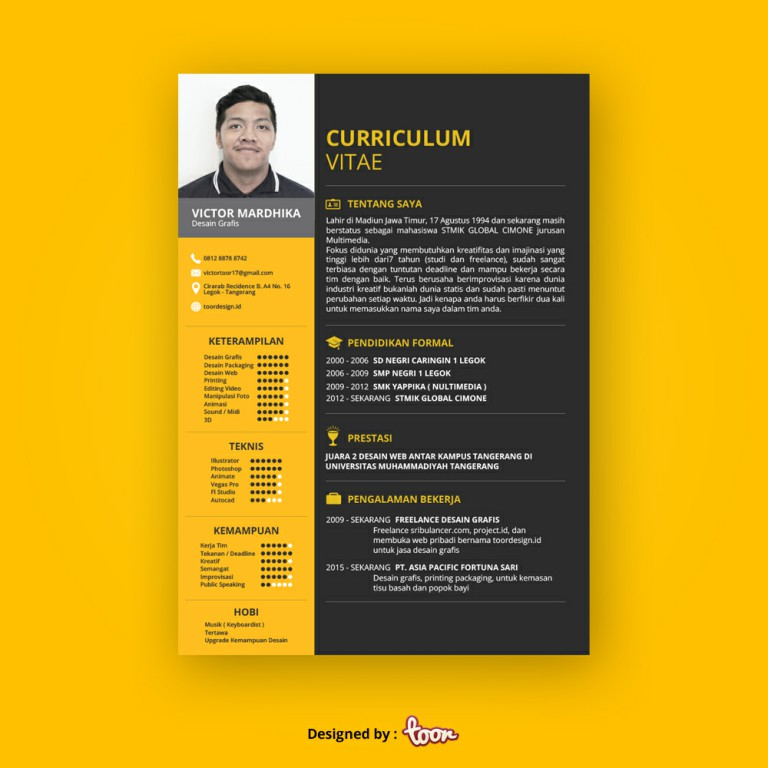 VICTOR MARDHIKA
Desain Grafis
0812 8878 8742
victortoor17@gmail.com
Cirarab Recidence B. A4 No. 16
Legok - Tangerang
toordesign.id
KETERAMPILAN
Desain Grafis
Desain Packaging
Desain Web
Printing
Editing Video
Manipulasi Foto
Animasi
Sound / Midi
3D
TEKNIS
Illustrator
Photoshop
Animate
Vegas Pro
Fl Studio
Autocad
KEMAMPUAN
Kerja Tim
Tekanan / Deadline
Kreatif
Semangat
Improvisasi
Public Speaking
HOBI
Musik ( Keyboardist )
Tertawa
Upgrade Kemampuan Desain
CURRICULUM
VITAE
TENTANG SAYA
Lahir di Madiun Jawa Timur, 17 Agustus 1994 dan sekarang masih
berstatus sebagai mahasiswa STMIK GLOBAL CIMONE jurusan
Multimedia.
Fokus didunia yang membutuhkan kreatifitas dan imajinasi yang
tinggi lebih dari7 tahun (studi dan freelance), sudah sangat
terbiasa dengan tuntutan deadline dan mampu bekerja secara
tim dengan baik. Terus berusaha berimprovisasi karena dunia
industri kreatif bukanlah dunia statis dan sudah pasti menuntut
perubahan setiap waktu. Jadi kenapa anda harus berfikir dua kali
untuk memasukkan nama saya dalam tim anda.
PENDIDIKAN FORMAL
2000 - 2006 SD NEGRI CARINGIN 1 LEGOK
2006 - 2009 SMP NEGRI 1 LEGOK
2009 - 2012 SMK YAPPIKA ( NULTIMEDIA )
2012 - SEKARANG STMIK GLOBAL CIMONE
PRESTASI
JUARA 2 DESAIN WEB ANTAR KAMPUS TANGERANG DI
UNIVERSITAS MUHAMMADIYAH TANGERANG
PENGALAMAN BEKERJA
2009 - SEKARANG FREELANCE DESAIN GRAFIS
Freelance sribulancer.com, project.id, dan
membuka web pribadi bernama toordesign.id
untuk jasa desain grafis
2015 - SEKARANG PT. ASIA PACIFIC FORTUNA SARI
Desain grafis, printing packaging, untuk kemasan
tisu basah dan popok bayi
Designed by : toor